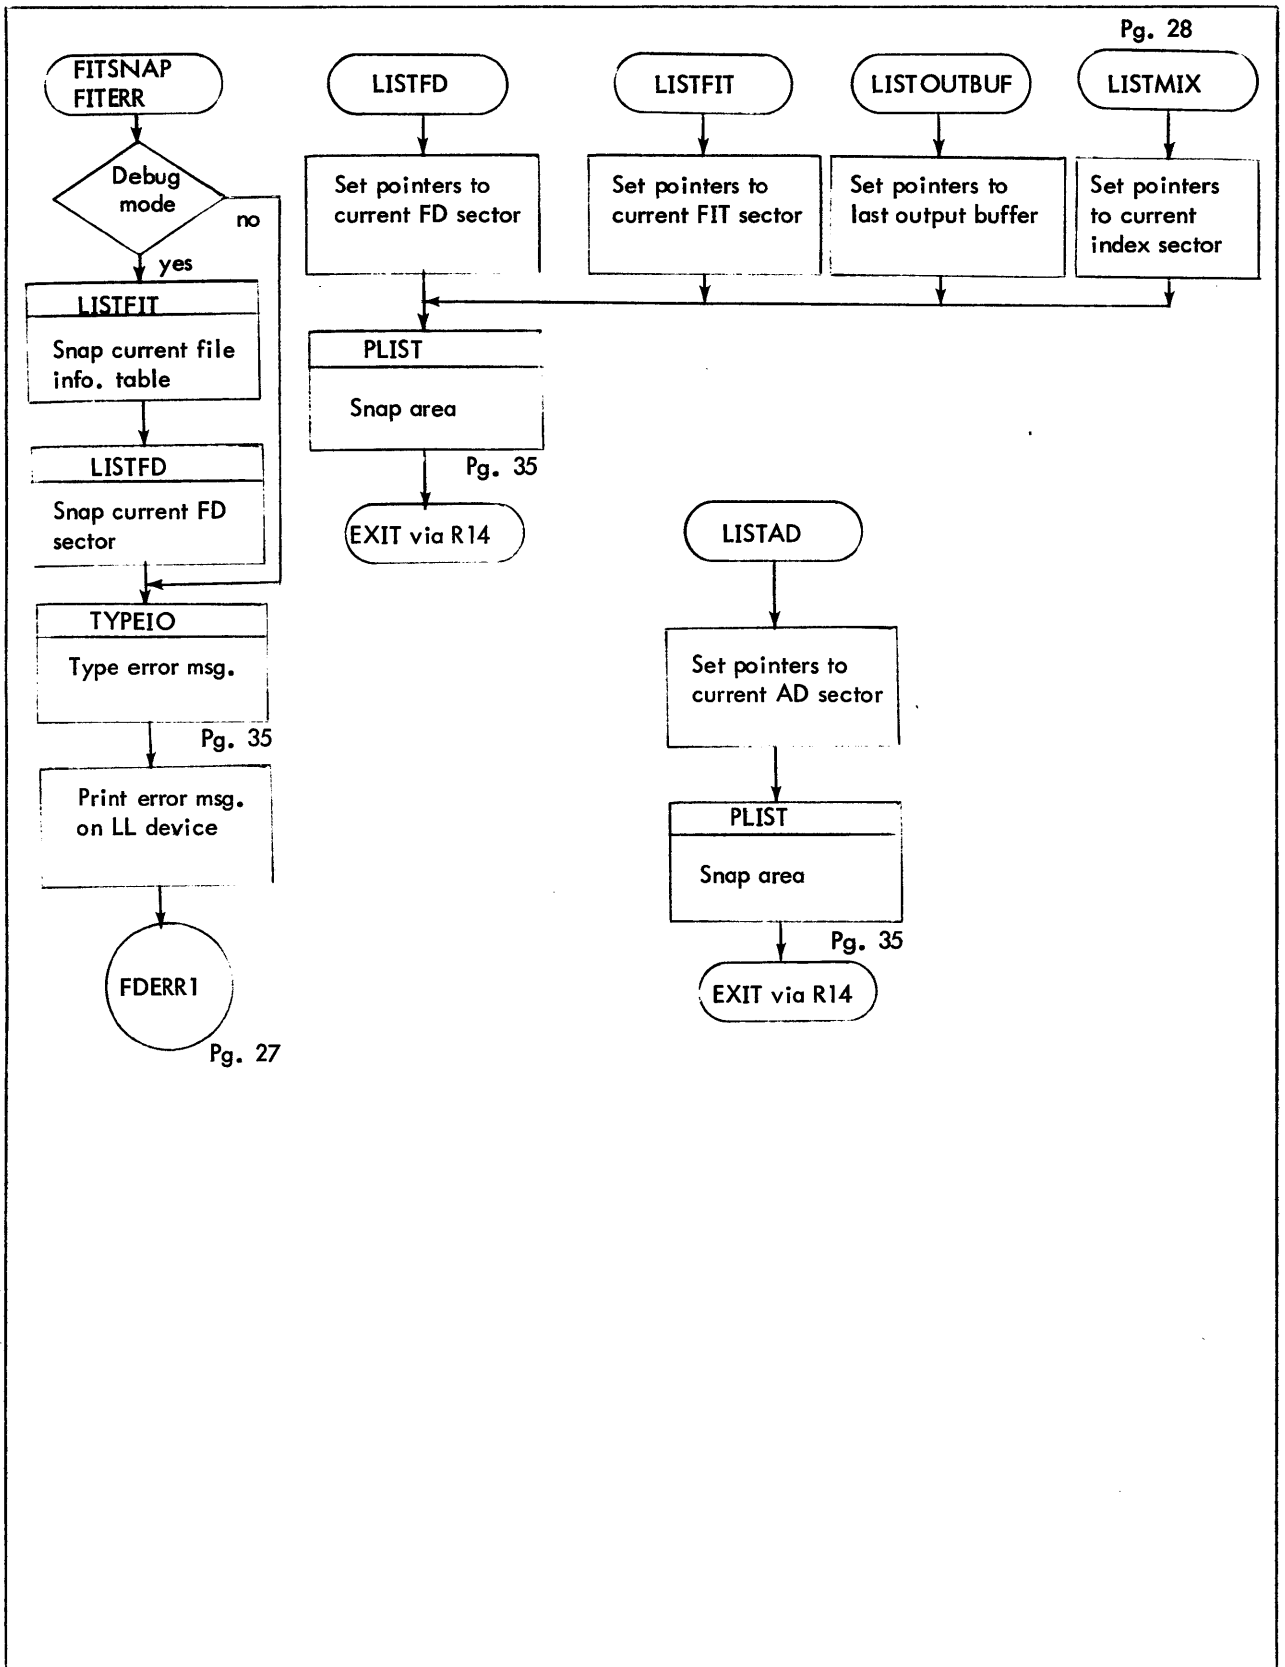 Pg. 28
FITSNAP
FITERR
Debug
mode
no
yes
LISTFIT
Snap current file
info. table
LISTFD
Snap current FD
sector
TYPEIO
Type error msg.
Pg. 35
Print error msg.
on LL device
FDERR1
Pg. 27
LISTFD
Set pointers to
current FD sector
LISTFIT
Set pointers to
current FIT sector
LISTOUTBUF
Set pointers to
last output buffer
LISTMIX
Set pointers
to current
index sector
PLIST
Snap area
Pg. 35
EXIT via R14
LISTAD
Set pointers to
current AD sector
PLIST
Snap area
Pg. 35
EXIT via R14